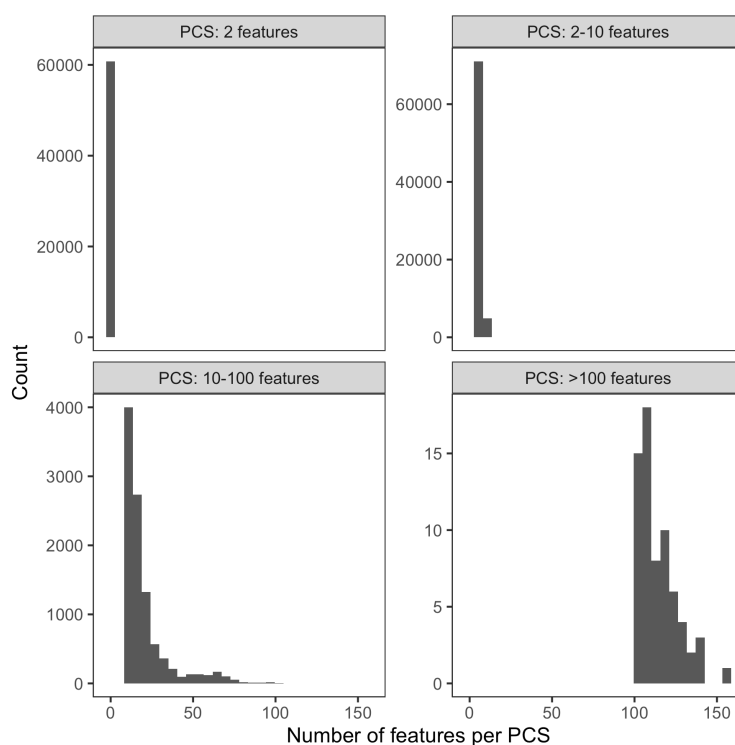 PCS: 2 features
PCS: 2-10 features
60000
40000
20000
0
60000
40000
20000
0
Count
PCS: 10-100 features
PCS: >100 features
4000
3000
2000
1000
0
15
10
5
0
0 50 100 150
0 50 100 150
Number of features per PCS